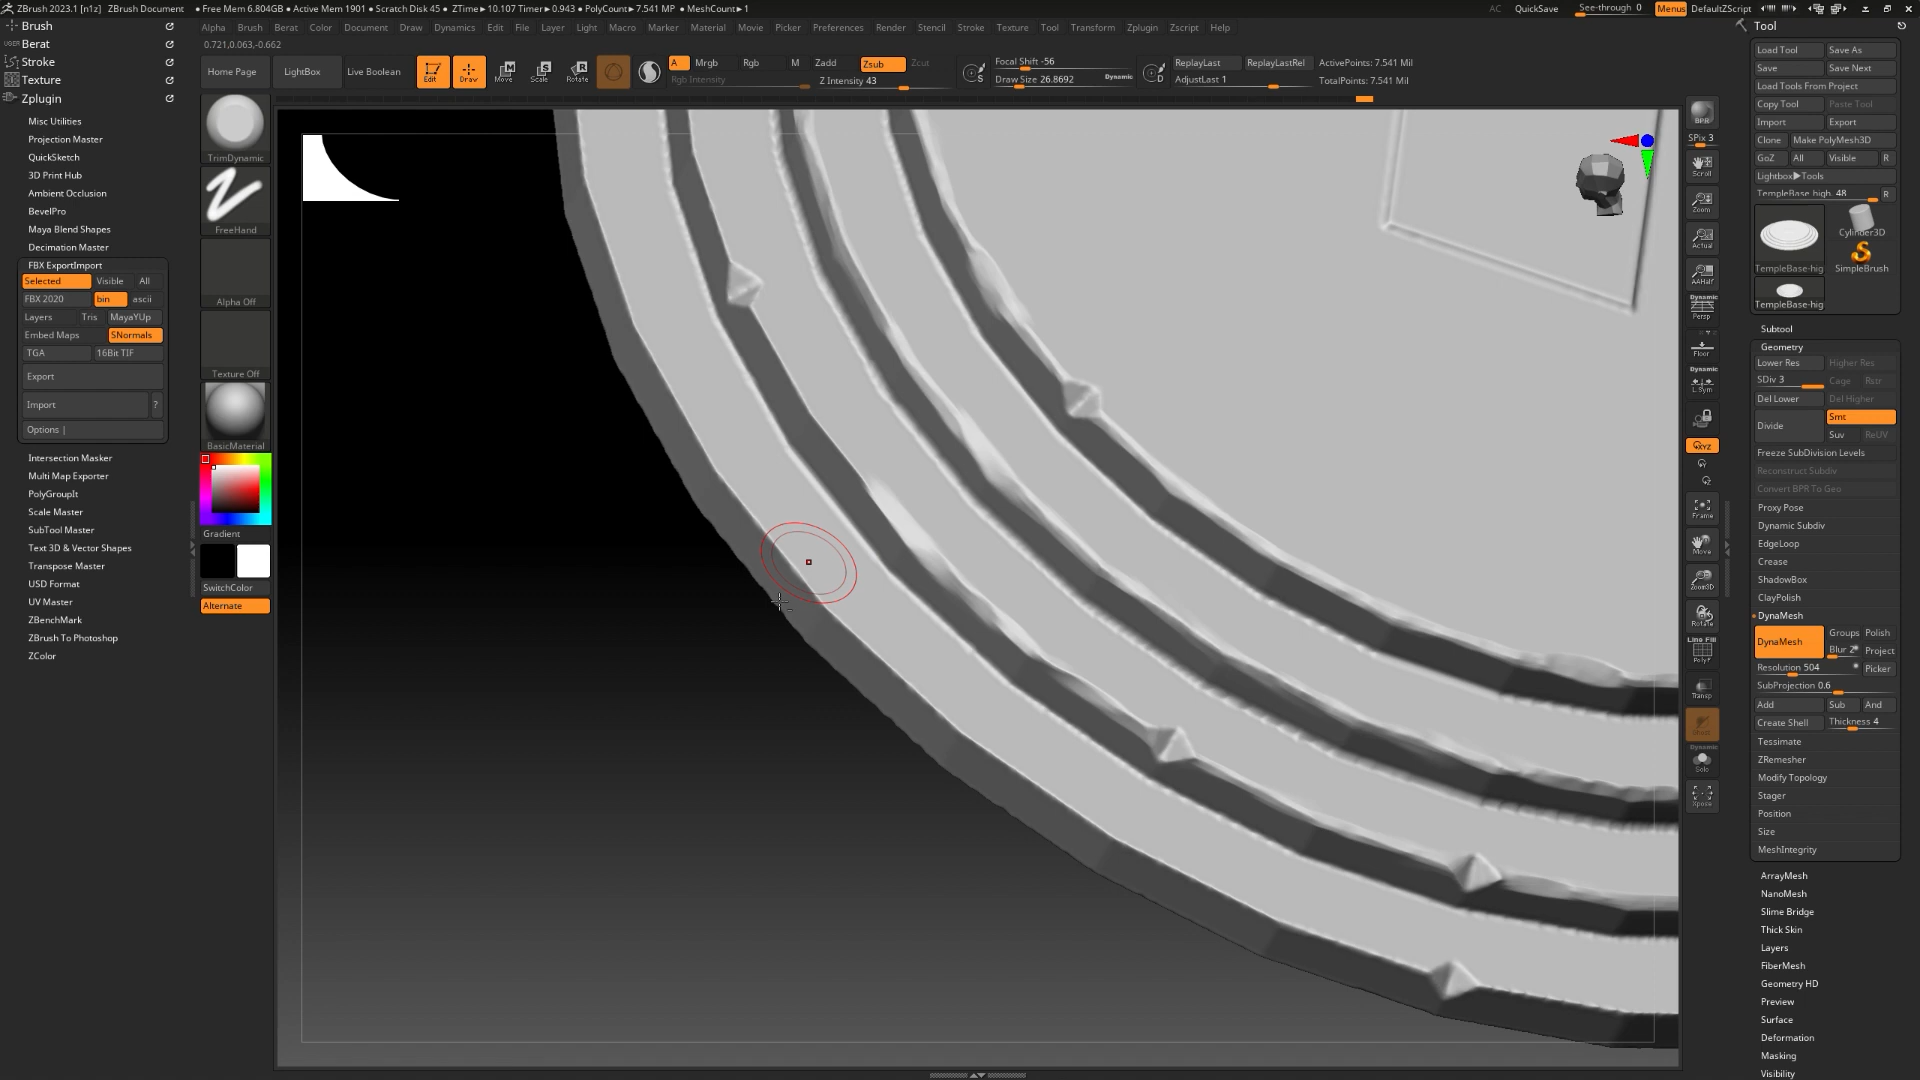 ZBrush 2023.1 [n1z] ZBrush Document ● Free Mem 6.804GB ● Active Mem 1901 ● Scratch Disk 45 ● ZTime▶10.107 Timer▶0.943 ● PolyCount▶7.541 MP ● MeshCount▶1
AC QuickSave See-through 0 Menus DefaultZScript
Alpha Brush Berat Color Document Draw Dynamics Edit File Layer Light Macro Marker Material Movie Picker Preferences Render Stencil Stroke Texture Tool Transform Zplugin Zscript Help
0.721,0.063,-0.662
Home Page LightBox Live Boolean
Edit Draw Move Scale Rotate
A Mrgb Rgb M Zadd Zsub Zcut
Rgb Intensity Z Intensity 43
Focal Shift -56
Draw Size 26.8692 Dynamic
ReplayLast ReplayLastRel ActivePoints: 7.541 Mil
AdjustLast 1 TotalPoints: 7.541 Mil
Brush
Berat
Stroke
Texture
Zplugin
Misc Utilities
Projection Master
QuickSketch
3D Print Hub
Ambient Occlusion
BevelPro
Maya Blend Shapes
Decimation Master
FBX ExportImport
Selected Visible All
FBX 2020 bin ascii
Layers Tris MayaYUp
Embed Maps SNormals
TGA 16Bit TIF
Export
Import ?
Options |
Intersection Masker
Multi Map Exporter
PolyGroupIt
Scale Master
SubTool Master
Text 3D & Vector Shapes
Transpose Master
USD Format
UV Master
ZBenchMark
ZBrush To Photoshop
ZColor
TrimDynamic
FreeHand
Alpha Off
Texture Off
BasicMaterial
Gradient
SwitchColor
Alternate
BPR
SPix 3
Scroll
Zoom
Actual
AAHalf
Dynamic
Persp
Floor
Dynamic
L.Sym
XYZ
Frame
Move
Zoom3D
Rotate
Line Fill
PolyF
Transp
Ghost
Dynamic
Solo
Xpose
Tool
Load Tool Save As
Save Save Next
Load Tools From Project
Copy Tool Paste Tool
Import Export
Clone Make PolyMesh3D
GoZ All Visible R
Lightbox▶Tools
TempleBase high. 48 R
Cylinder3D
TempleBase-hig SimpleBrush
TempleBase-hig
Subtool
Geometry
Lower Res Higher Res
SDiv 3 Cage Rstr
Del Lower Del Higher
Divide Smt
Suv ReUV
Freeze SubDivision Levels
Reconstruct Subdiv
Convert BPR To Geo
Proxy Pose
Dynamic Subdiv
EdgeLoop
Crease
ShadowBox
ClayPolish
DynaMesh
DynaMesh Groups Polish
Blur 2 Project
Resolution 504 Picker
SubProjection 0.6
Add Sub And
Create Shell Thickness 4
Tessimate
ZRemesher
Modify Topology
Stager
Position
Size
MeshIntegrity
ArrayMesh
NanoMesh
Slime Bridge
Thick Skin
Layers
FiberMesh
Geometry HD
Preview
Surface
Deformation
Masking
Visibility